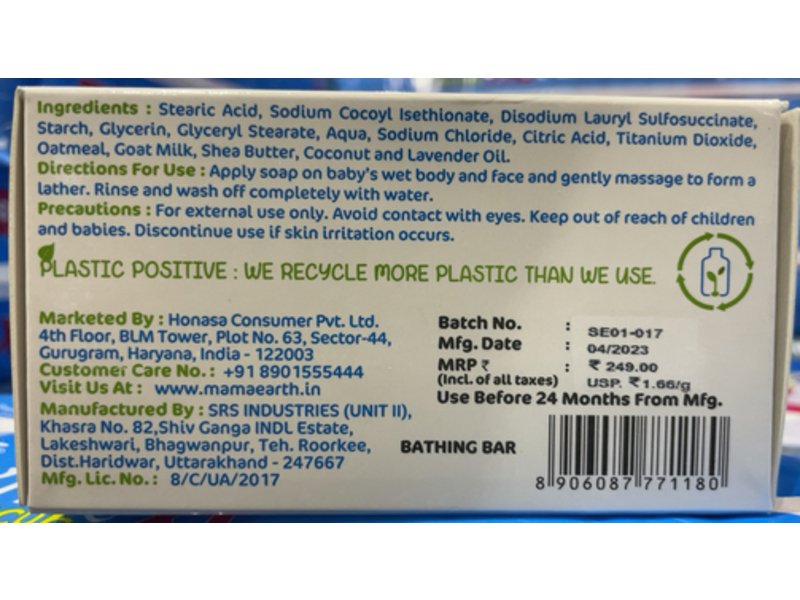 Ingredients : Stearic Acid, Sodium Cocoyl Isethionate, Disodium Lauryl Sulfosuccinate,
Starch, Glycerin, Glyceryl Stearate, Aqua, Sodium Chloride, Citric Acid, Titanium Dioxide,
Oatmeal, Goat Milk, Shea Butter, Coconut and Lavender Oil.
Directions For Use : Apply soap on baby's wet body and face and gently massage to form a
lather. Rinse and wash off completely with water.
Precautions : For external use only. Avoid contact with eyes. Keep out of reach of children
and babies. Discontinue use if skin irritation occurs.
PLASTIC POSITIVE : WE RECYCLE MORE PLASTIC THAN WE USE.
Marketed By : Honasa Consumer Pvt. Ltd.
4th Floor, BLM Tower, Plot No. 63, Sector-44,
Gurugram, Haryana, India - 122003
Customer Care No. : +91 8901555444
Visit Us At : www.mamaearth.in
Manufactured By : SRS INDUSTRIES (UNIT II),
Khasra No. 82,Shiv Ganga INDL Estate,
Lakeshwari, Bhagwanpur, Teh. Roorkee,
Dist.Haridwar, Uttarakhand - 247667
Mfg. Lic. No. : 8/C/UA/2017
Batch No. : SE01-017
Mfg. Date : 04/2023
MRP ₹ : ₹ 249.00
(Incl. of all taxes) USP. ₹1.66/g
Use Before 24 Months From Mfg.
BATHING BAR
8 906087 771180